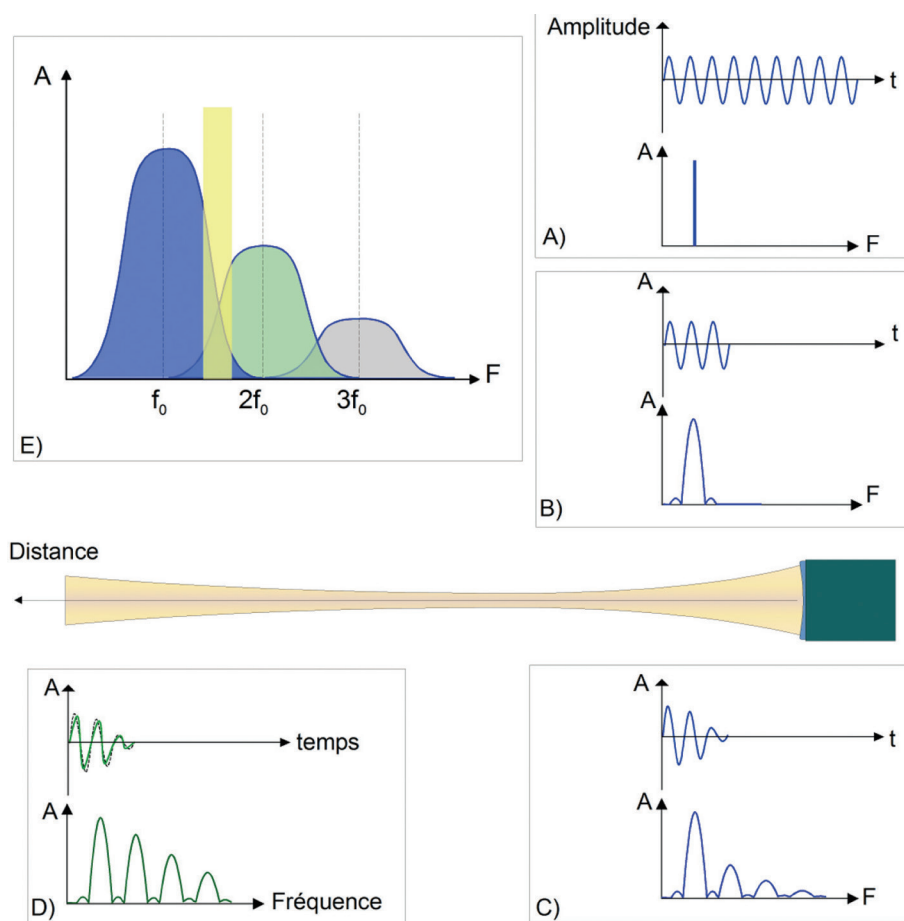 A
F
f₀ 2f₀ 3f₀
E)
Amplitude
t
A
F
A)
A
t
A
F
B)
Distance
A
temps
A
Fréquence
D)
A
t
A
F
C)